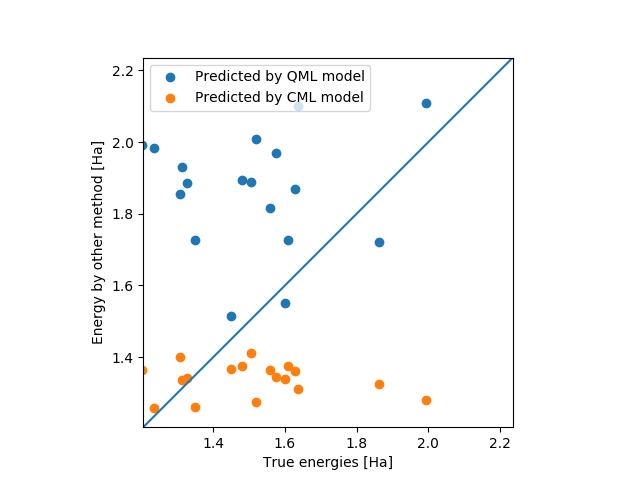 Predicted by QML model
Predicted by CML model
2.2
2.0
1.8
1.6
1.4
Energy by other method [Ha]
1.4 1.6 1.8 2.0 2.2
True energies [Ha]